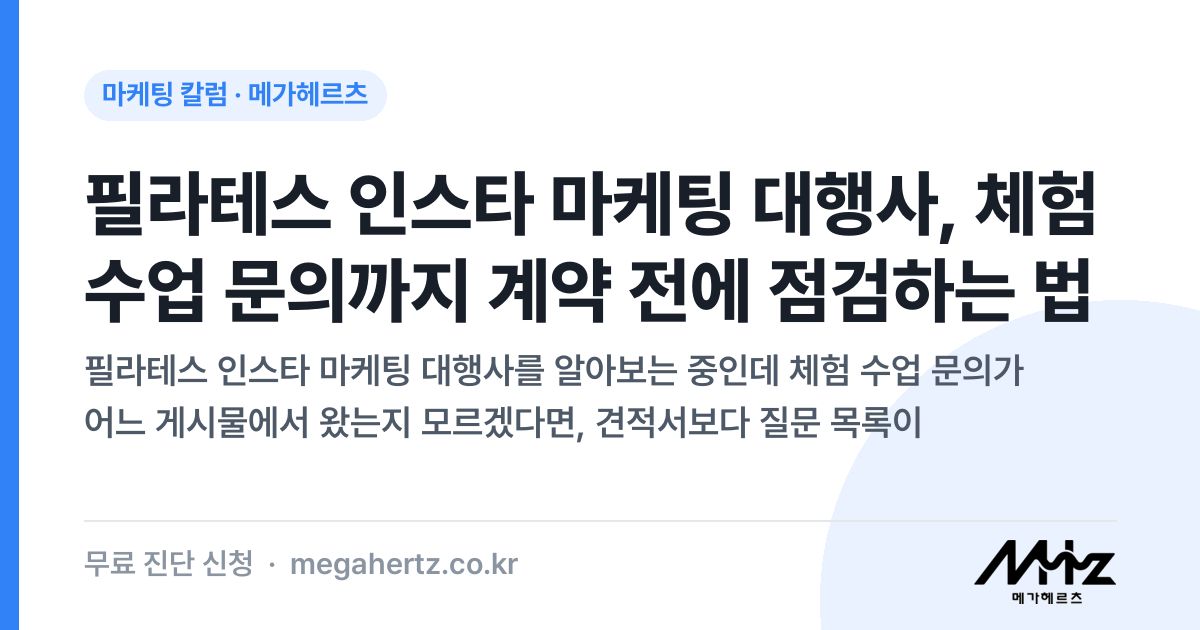 마케팅 칼럼 · 메가헤르츠
필라테스 인스타 마케팅 대행사, 체험
수업 문의까지 계약 전에 점검하는 법
필라테스 인스타 마케팅 대행사를 알아보는 중인데 체험 수업 문의가
어느 게시물에서 왔는지 모르겠다면, 견적서보다 질문 목록이
무료 진단 신청 · megahertz.co.kr
MHz
메가헤르츠